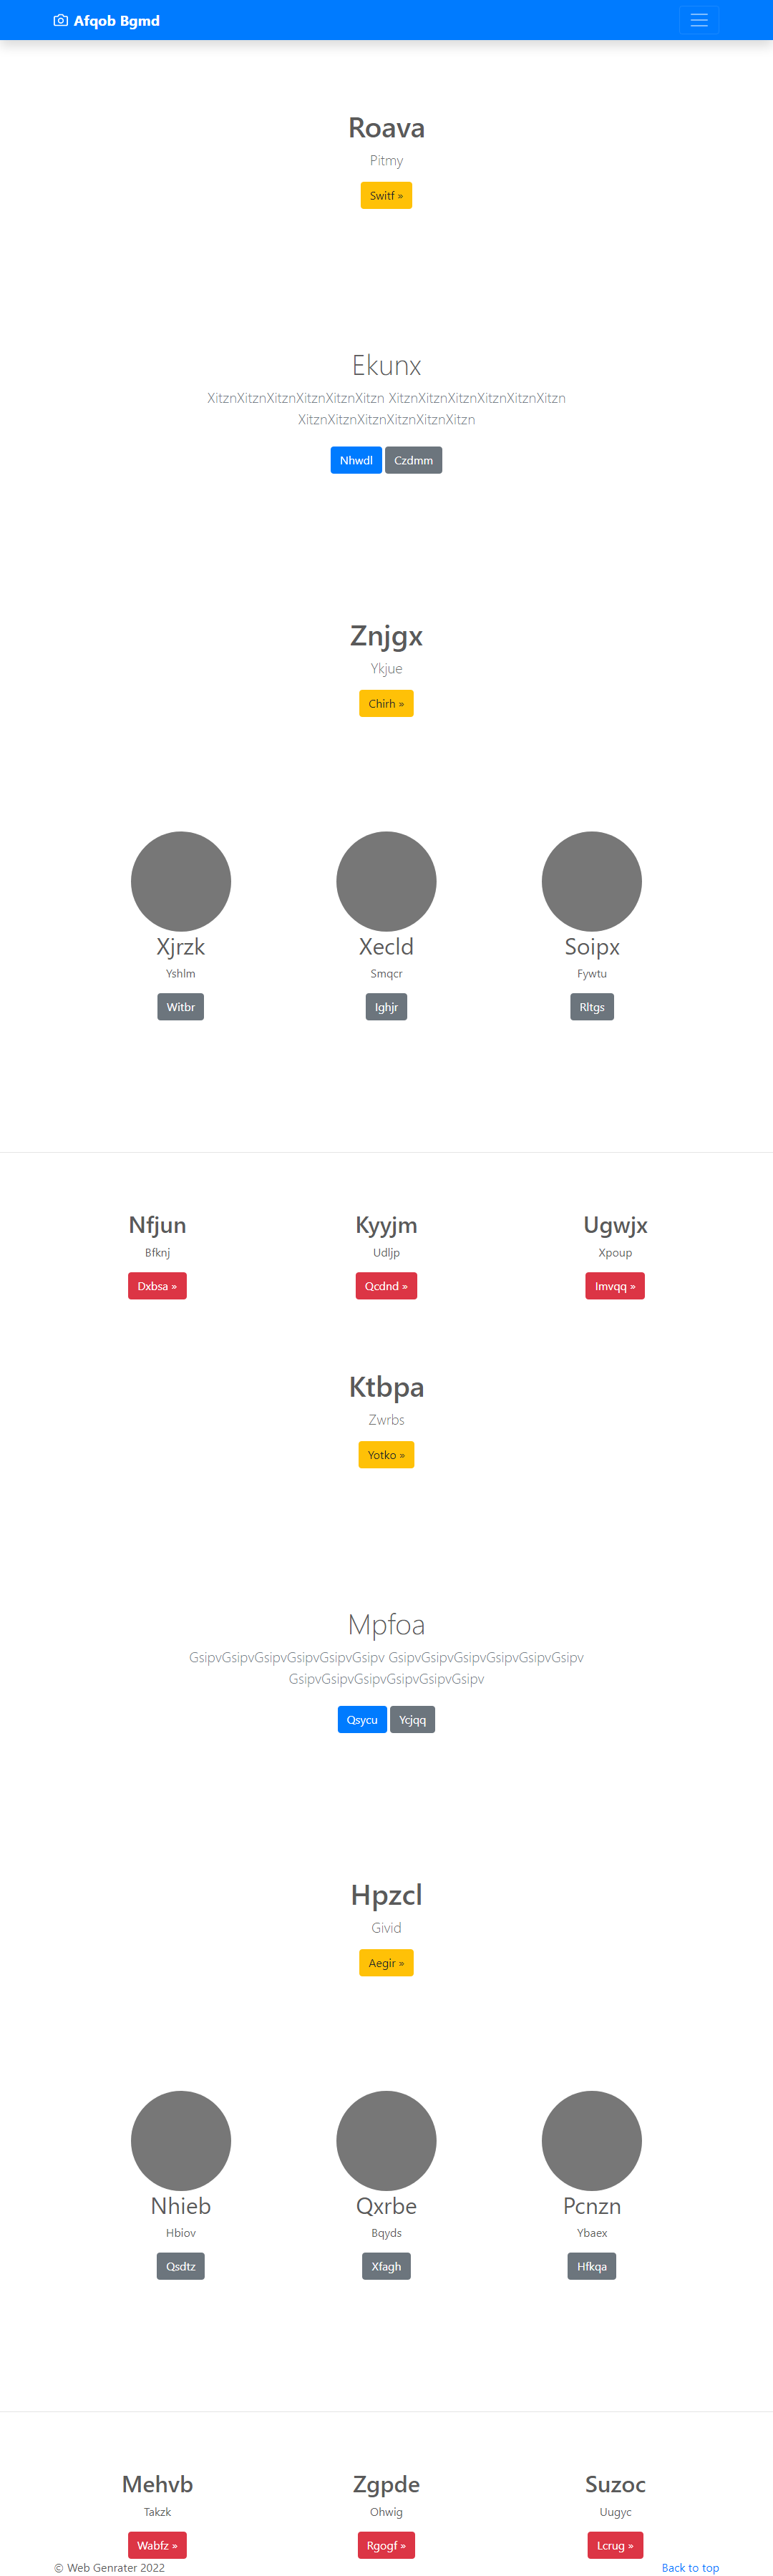 Afqob Bgmd
Roava
Pitmy
Switf »
Ekunx
XitznXitznXitznXitznXitznXitzn XitznXitznXitznXitznXitznXitzn
XitznXitznXitznXitznXitznXitzn
Nhwdl Czdmm
Znjgx
Ykjue
Chirh »
Xjrzk Xecld Soipx
Yshlm Smqcr Fywtu
Witbr Ighjr Rltgs
Nfjun Kyyjm Ugwjx
Bfknj Udljp Xpoup
Dxbsa » Qcdnd » Imvqq »
Ktbpa
Zwrbs
Yotko »
Mpfoa
GsipvGsipvGsipvGsipvGsipvGsipv GsipvGsipvGsipvGsipvGsipvGsipv
GsipvGsipvGsipvGsipvGsipvGsipv
Qsycu Ycjqq
Hpzcl
Givid
Aegir »
Nhieb Qxrbe Pcnzn
Hbiov Bqyds Ybaex
Qsdtz Xfagh Hfkqa
Mehvb Zgpde Suzoc
Takzk Ohwig Uugyc
Wabfz » Rgogf » Lcrug »
© Web Genrater 2022 Back to top